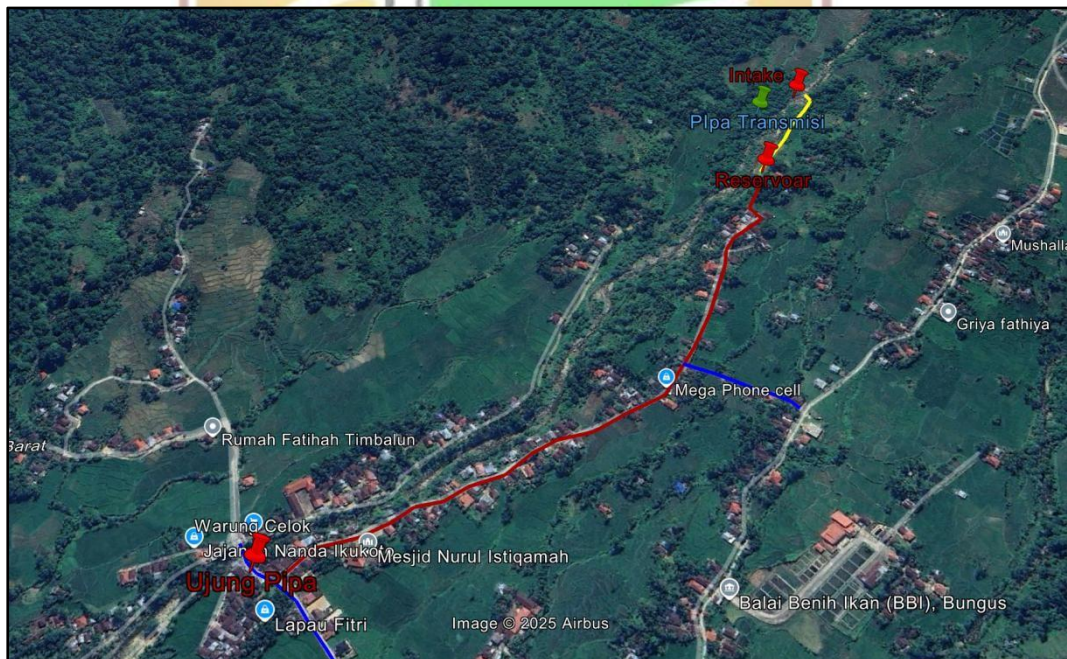 Intake
PIpa Transmisi
Reservoar
Mushalla
Griya fathiya
Mega Phone cell
Barat
Rumah Fatihah Timbalun
Warung Celok
Jajanan Nanda Ikukoto
Mesjid Nurul Istiqamah
Ujung Pipa
Balai Benih Ikan (BBI), Bungus
Lapau Fitri
Image © 2025 Airbus